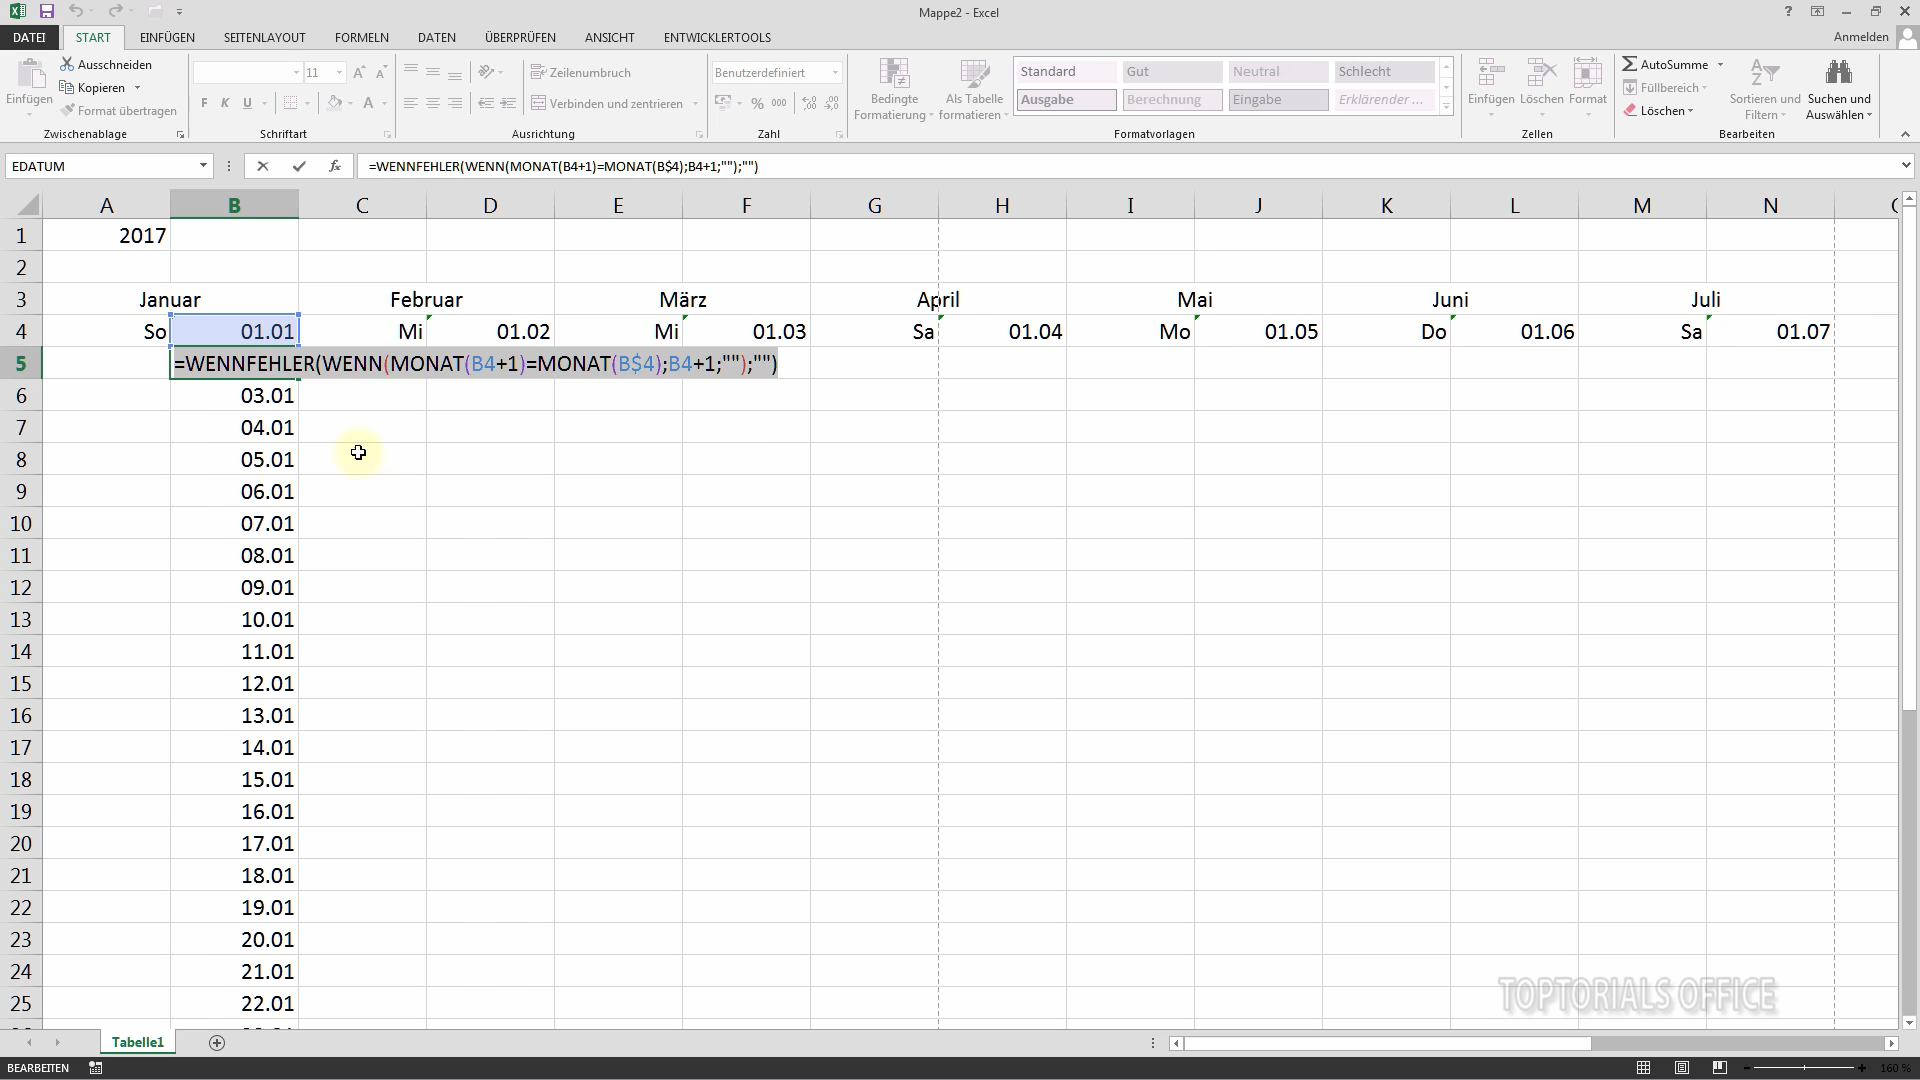 Mappe2 - Excel
DATEI START EINFÜGEN SEITENLAYOUT FORMELN DATEN ÜBERPRÜFEN ANSICHT ENTWICKLERTOOLS Anmelden
Einfügen
Ausschneiden
Kopieren
Format übertragen
Zwischenablage
11
F K U
Schriftart
Zeilenumbruch
Verbinden und zentrieren
Ausrichtung
Benutzerdefiniert
% 000
Zahl
Bedingte
Formatierung
Als Tabelle
formatieren
Standard Gut Neutral Schlecht
Ausgabe Berechnung Eingabe Erklärender ...
Formatvorlagen
Einfügen Löschen Format
Zellen
AutoSumme
Füllbereich
Löschen
Sortieren und
Filtern
Suchen und
Auswählen
Bearbeiten
EDATUM fx =WENNFEHLER(WENN(MONAT(B4+1)=MONAT(B$4);B4+1;"");"")
A B C D E F G H I J K L M N
1 2017
2
3 Januar Februar März April Mai Juni Juli
4 So 01.01 Mi 01.02 Mi 01.03 Sa 01.04 Mo 01.05 Do 01.06 Sa 01.07
5 =WENNFEHLER(WENN(MONAT(B4+1)=MONAT(B$4);B4+1;"");"")
6 03.01
7 04.01
8 05.01
9 06.01
10 07.01
11 08.01
12 09.01
13 10.01
14 11.01
15 12.01
16 13.01
17 14.01
18 15.01
19 16.01
20 17.01
21 18.01
22 19.01
23 20.01
24 21.01
25 22.01
TOPTORIALS OFFICE
Tabelle1
BEARBEITEN 160 %